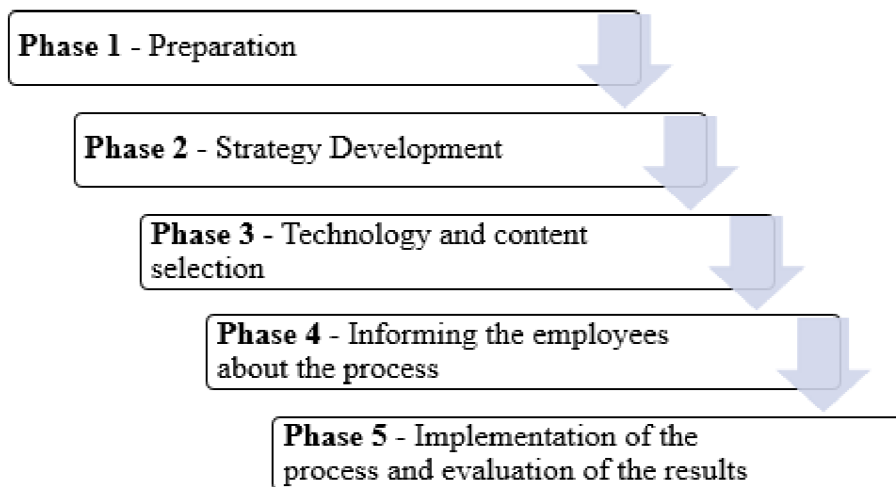 Phase 1 - Preparation
Phase 2 - Strategy Development
Phase 3 - Technology and content
selection
Phase 4 - Informing the employees
about the process
Phase 5 - Implementation of the
process and evaluation of the results